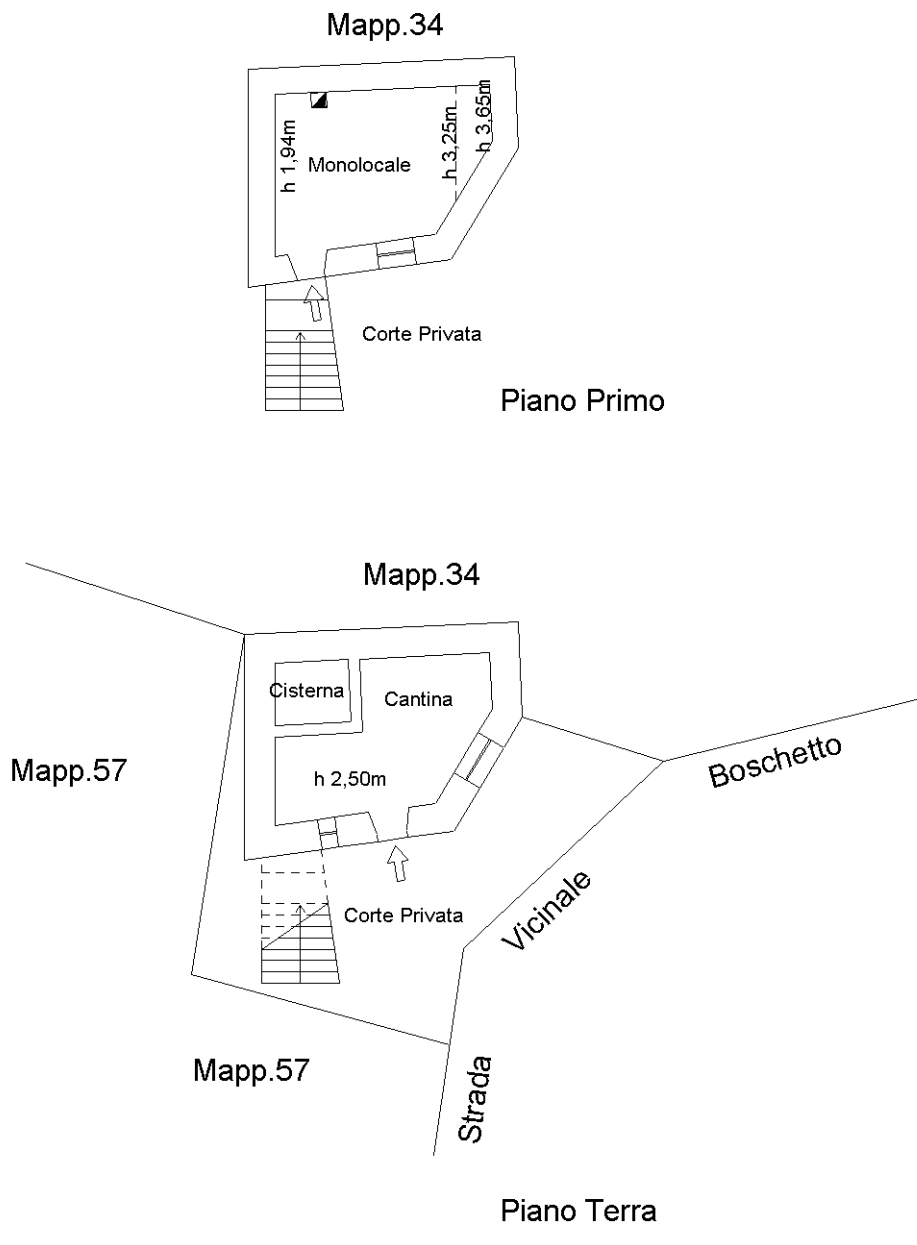 Mapp.34
h 1,94m
h 3,25m
h 3,65m
Monolocale
Corte Privata
Piano Primo
Mapp.34
Cisterna
Cantina
Mapp.57
h 2,50m
Boschetto
Vicinale
Corte Privata
Mapp.57
Strada
Piano Terra